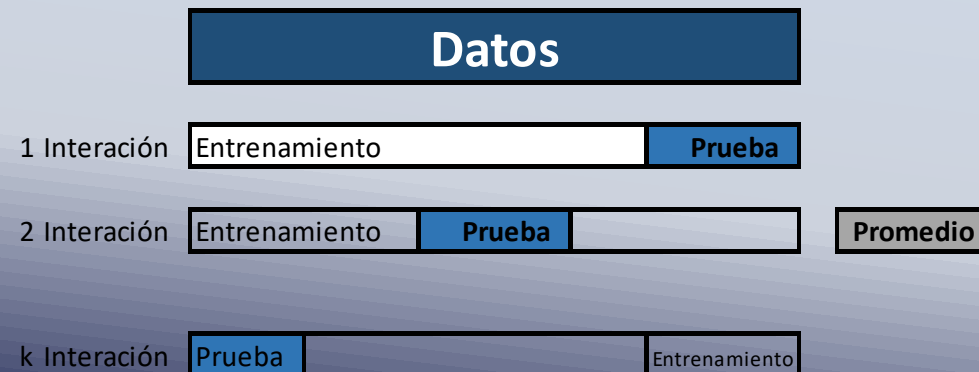 Datos
1 Interación Entrenamiento Prueba
2 Interación Entrenamiento Prueba Promedio
k Interación Prueba Entrenamiento